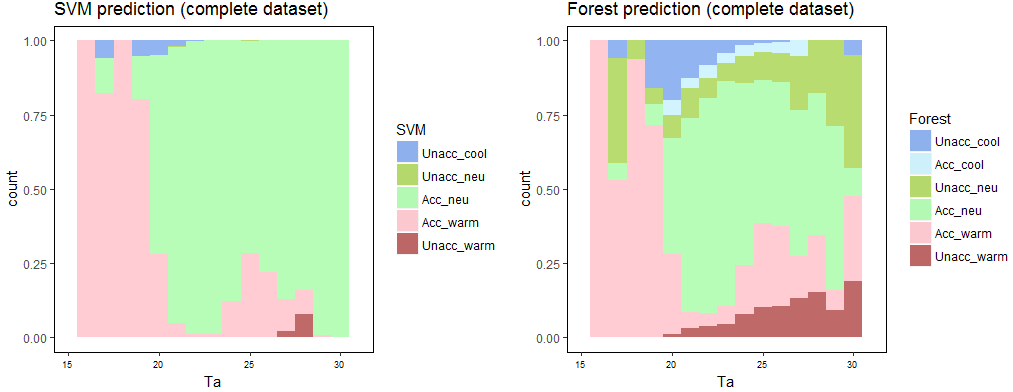 SVM prediction (complete dataset)
1.00
0.75
0.50
0.25
0.00
count
15
20
25
30
Ta
SVM
Unacc_cool
Unacc_neu
Acc_neu
Acc_warm
Unacc_warm
Forest prediction (complete dataset)
1.00
0.75
0.50
0.25
0.00
count
15
20
25
30
Ta
Forest
Unacc_cool
Acc_cool
Unacc_neu
Acc_neu
Acc_warm
Unacc_warm